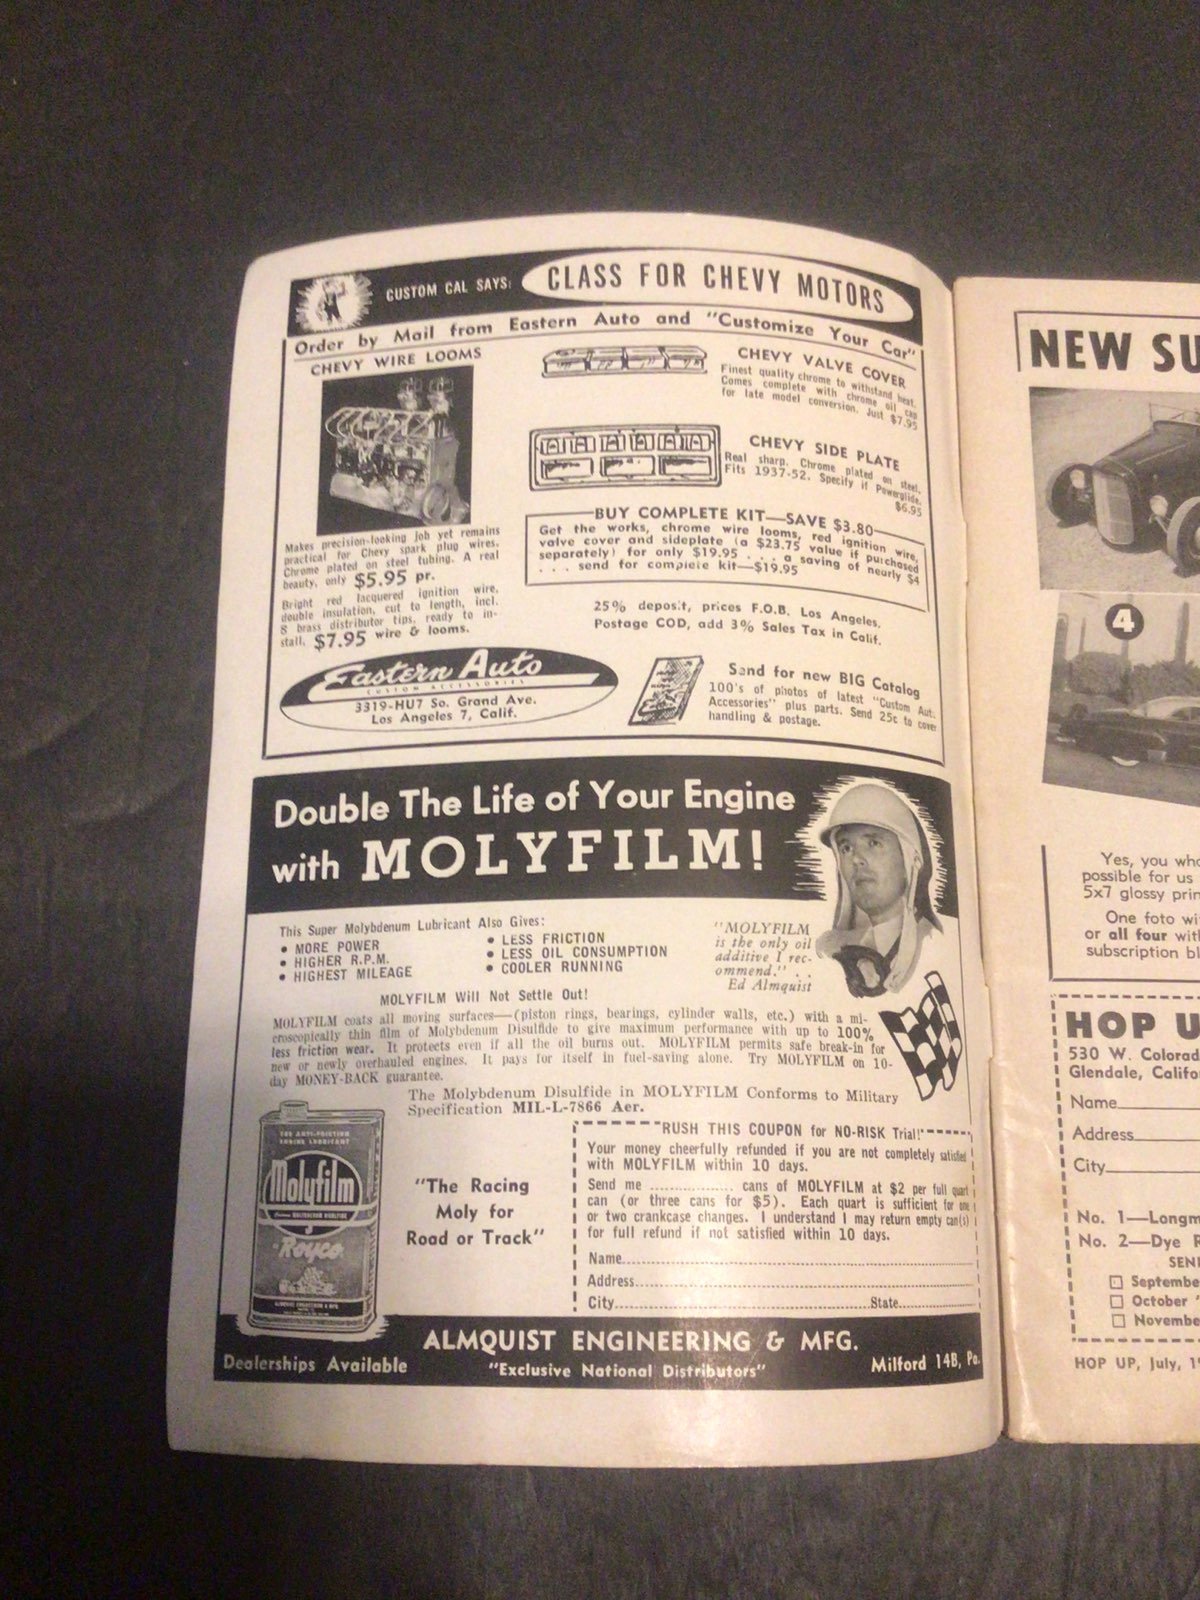 CUSTOM CAL SAYS:
CLASS FOR CHEVY MOTORS
Order by Mail from Eastern Auto and "Customize Your Car"
CHEVY WIRE LOOMS
Makes precision-looking job yet remains
practical for Chevy spark plug wires.
Chrome plated on steel tubing. A real
beauty, only $5.95 pr.
Bright red lacquered ignition wire,
double insulation, cut to length, incl.
8 brass distributor tips, ready to in-
stall, $7.95 wire & looms.
CHEVY VALVE COVER
Finest quality chrome to withstand heat.
Comes complete with chrome oil cap
for late model conversion. Just $7.95
CHEVY SIDE PLATE
Real sharp. Chrome plated on steel.
Fits 1937-52. Specify if Powerglide.
$6.95
BUY COMPLETE KIT—SAVE $3.80
Get the works, chrome wire looms, red ignition wire,
valve cover and sideplate (a $23.75 value if purchased
separately) for only $19.95 . . . a saving of nearly $4
. . . . send for complete kit—$19.95
25% deposit, prices F.O.B. Los Angeles.
Postage COD, add 3% Sales Tax in Calif.
Eastern Auto
CUSTOM ACCESSORIES
3319-HU7 So. Grand Ave.
Los Angeles 7, Calif.
Send for new BIG Catalog
100's of photos of latest "Custom Aut.
Accessories" plus parts. Send 25c to cover
handling & postage.
Double The Life of Your Engine
with MOLYFILM!
This Super Molybdenum Lubricant Also Gives:
• MORE POWER
• HIGHER R.P.M.
• HIGHEST MILEAGE
• LESS FRICTION
• LESS OIL CONSUMPTION
• COOLER RUNNING
"MOLYFILM
is the only oil
additive I rec-
ommend." . .
Ed Almquist
MOLYFILM Will Not Settle Out!
MOLYFILM coats all moving surfaces—(piston rings, bearings, cylinder walls, etc.) with a mi-
croscopically thin film of Molybdenum Disulfide to give maximum performance with up to 100%
less friction wear. It protects even if all the oil burns out. MOLYFILM permits safe break-in for
new or newly overhauled engines. It pays for itself in fuel-saving alone. Try MOLYFILM on 10-
day MONEY-BACK guarantee.
The Molybdenum Disulfide in MOLYFILM Conforms to Military
Specification MIL-L-7866 Aer.
THE ANTI-FRICTION
ENGINE LUBRICANT
Molyfilm
MOLYBDENUM DISULFIDE
Royco
ALMQUIST ENGINEERING & MFG.
"The Racing
Moly for
Road or Track"
RUSH THIS COUPON for NO-RISK Trial!
Your money cheerfully refunded if you are not completely satisfied
with MOLYFILM within 10 days.
Send me ................ cans of MOLYFILM at $2 per full quart
can (or three cans for $5). Each quart is sufficient for one
or two crankcase changes. I understand I may return empty can(s)
for full refund if not satisfied within 10 days.
Name
Address
City State
ALMQUIST ENGINEERING & MFG.
Dealerships Available "Exclusive National Distributors" Milford 14B, Pa.
NEW SU
4
Yes, you who
possible for us
5x7 glossy prin
One foto wi
or all four with
subscription bl
HOP U
530 W. Colorad
Glendale, Califo
Name
Address
City
No. 1—Longm
No. 2—Dye R
SEN
Septembe
October '
Novembe
HOP UP, July, 1